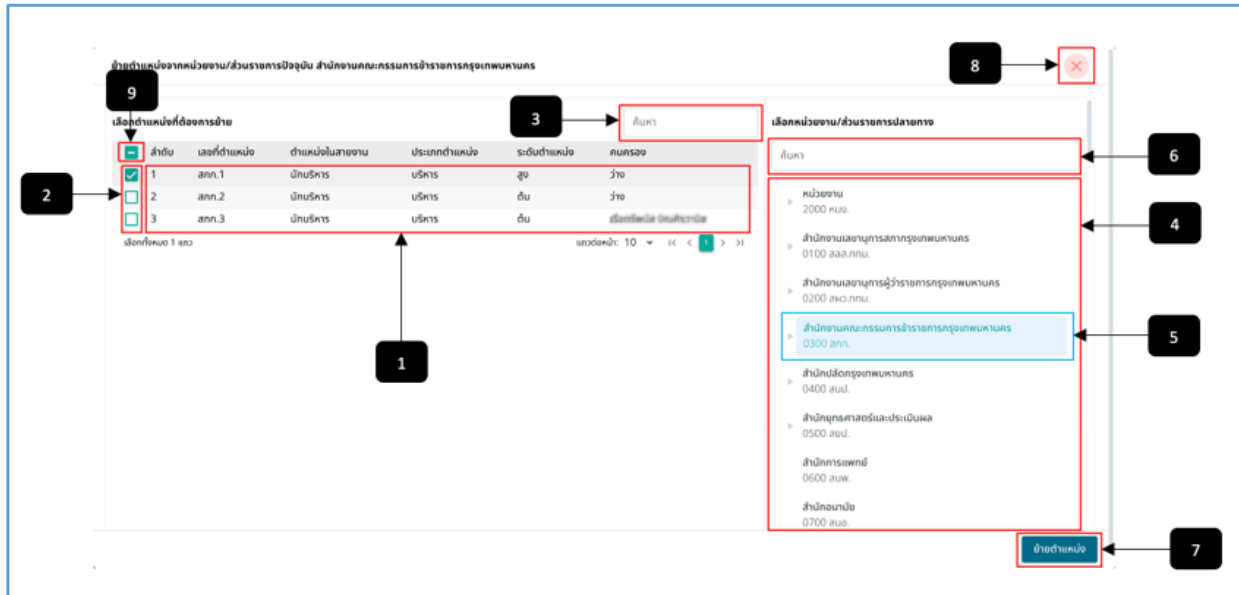 8
ย้ายตำแหน่งจากหน่วยงาน/ส่วนราชการปัจจุบัน สำนักงานคณะกรรมการข้าราชการกรุงเทพมหานคร
9
3
เลือกตำแหน่งที่ต้องการย้าย
ค้นหา
เลือกหน่วยงาน/ส่วนราชการปลายทาง
ลำดับ เลขที่ตำแหน่ง ตำแหน่งในสายงาน ประเภทตำแหน่ง ระดับตำแหน่ง คนครอง
ค้นหา
6
2
1 สกก.1 นักบริหาร บริหาร สูง ว่าง
2 สกก.2 นักบริหาร บริหาร ต้น ว่าง
3 สกก.3 นักบริหาร บริหาร ต้น
เลือกทั้งหมด 1 แถว
แถวต่อหน้า: 10 1
หน่วยงาน
2000 หนง.
4
สำนักงานเลขานุการสภากรุงเทพมหานคร
0100 สลส.กทม.
สำนักงานเลขานุการผู้ว่าราชการกรุงเทพมหานคร
0200 สผว.กทม.
สำนักงานคณะกรรมการข้าราชการกรุงเทพมหานคร
0300 สกก.
5
1
สำนักปลัดกรุงเทพมหานคร
0400 สนป.
สำนักยุทธศาสตร์และประเมินผล
0500 สยป.
สำนักการแพทย์
0600 สนพ.
สำนักอนามัย
0700 สนอ.
ย้ายตำแหน่ง
7